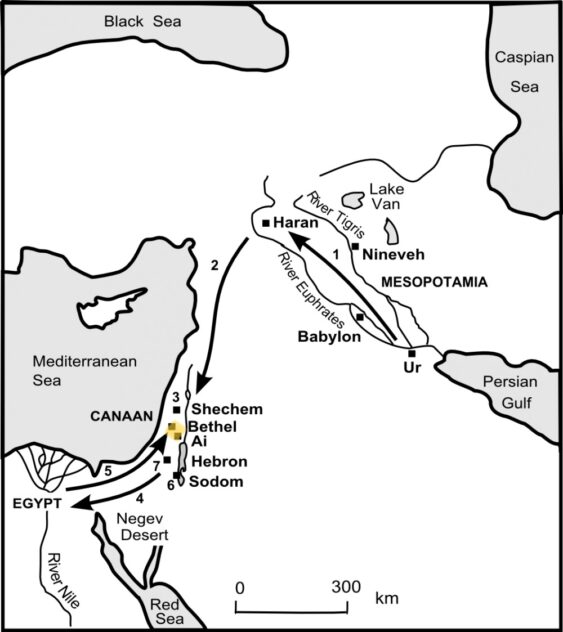 Black Sea
Caspian
Sea
Lake
Van
River Tigris
Haran
1
Nineveh
2
MESOPOTAMIA
River Euphrates
Babylon
Ur
Mediterranean
Sea
Persian
Gulf
3
Shechem
CANAAN
Bethel
Ai
Hebron
7
5
6
Sodom
4
EGYPT
Negev
Desert
River Nile
0
300
km
Red
Sea